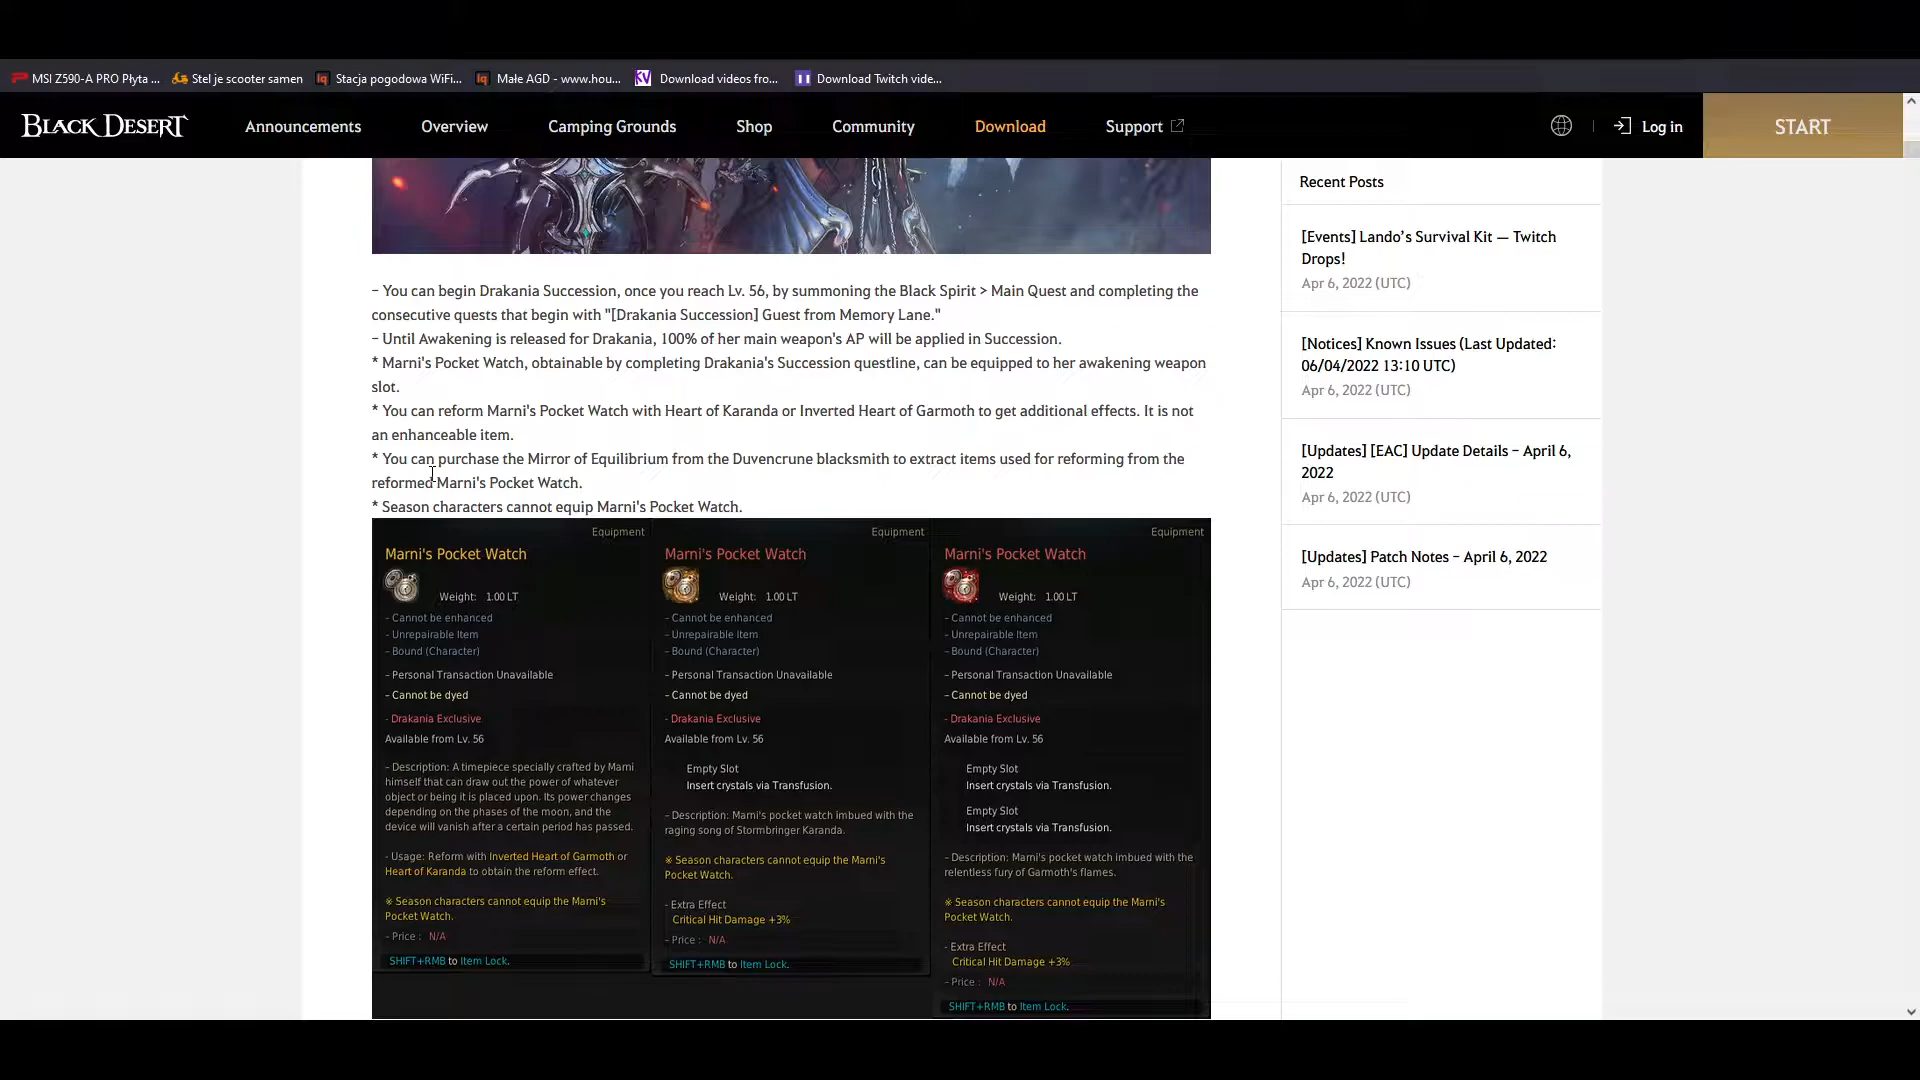 MSI Z590-A PRO Płyta ...
Stel je scooter samen
Stacja pogodowa WiFi...
Małe AGD - www.hou...
Download videos fro...
Download Twitch vide...
BLACK DESERT
Announcements
Overview
Camping Grounds
Shop
Community
Download
Support
Log in
START
– You can begin Drakania Succession, once you reach Lv. 56, by summoning the Black Spirit > Main Quest and completing the
consecutive quests that begin with "[Drakania Succession] Guest from Memory Lane."
– Until Awakening is released for Drakania, 100% of her main weapon's AP will be applied in Succession.
* Marni's Pocket Watch, obtainable by completing Drakania's Succession questline, can be equipped to her awakening weapon
slot.
* You can reform Marni's Pocket Watch with Heart of Karanda or Inverted Heart of Garmoth to get additional effects. It is not
an enhanceable item.
* You can purchase the Mirror of Equilibrium from the Duvencrune blacksmith to extract items used for reforming from the
reformed Marni's Pocket Watch.
* Season characters cannot equip Marni's Pocket Watch.
Equipment
Marni's Pocket Watch
Weight: 1.00 LT
- Cannot be enhanced
- Unrepairable Item
- Bound (Character)
- Personal Transaction Unavailable
- Cannot be dyed
- Drakania Exclusive
Available from Lv. 56
- Description: A timepiece specially crafted by Marni
himself that can draw out the power of whatever
object or being it is placed upon. Its power changes
depending on the phases of the moon, and the
device will vanish after a certain period has passed.
- Usage: Reform with Inverted Heart of Garmoth or
Heart of Karanda to obtain the reform effect.
※ Season characters cannot equip the Marni's
Pocket Watch.
- Price : N/A
SHIFT+RMB to Item Lock.
Equipment
Marni's Pocket Watch
Weight: 1.00 LT
- Cannot be enhanced
- Unrepairable Item
- Bound (Character)
- Personal Transaction Unavailable
- Cannot be dyed
- Drakania Exclusive
Available from Lv. 56
Empty Slot
Insert crystals via Transfusion.
- Description: Marni's pocket watch imbued with the
raging song of Stormbringer Karanda.
※ Season characters cannot equip the Marni's
Pocket Watch.
- Extra Effect
Critical Hit Damage +3%
- Price : N/A
SHIFT+RMB to Item Lock.
Equipment
Marni's Pocket Watch
Weight: 1.00 LT
- Cannot be enhanced
- Unrepairable Item
- Bound (Character)
- Personal Transaction Unavailable
- Cannot be dyed
- Drakania Exclusive
Available from Lv. 56
Empty Slot
Insert crystals via Transfusion.
Empty Slot
Insert crystals via Transfusion.
- Description: Marni's pocket watch imbued with the
relentless fury of Garmoth's flames.
※ Season characters cannot equip the Marni's
Pocket Watch.
- Extra Effect
Critical Hit Damage +3%
- Price : N/A
SHIFT+RMB to Item Lock.
Recent Posts
[Events] Lando’s Survival Kit — Twitch
Drops!
Apr 6, 2022 (UTC)
[Notices] Known Issues (Last Updated:
06/04/2022 13:10 UTC)
Apr 6, 2022 (UTC)
[Updates] [EAC] Update Details – April 6,
2022
Apr 6, 2022 (UTC)
[Updates] Patch Notes – April 6, 2022
Apr 6, 2022 (UTC)